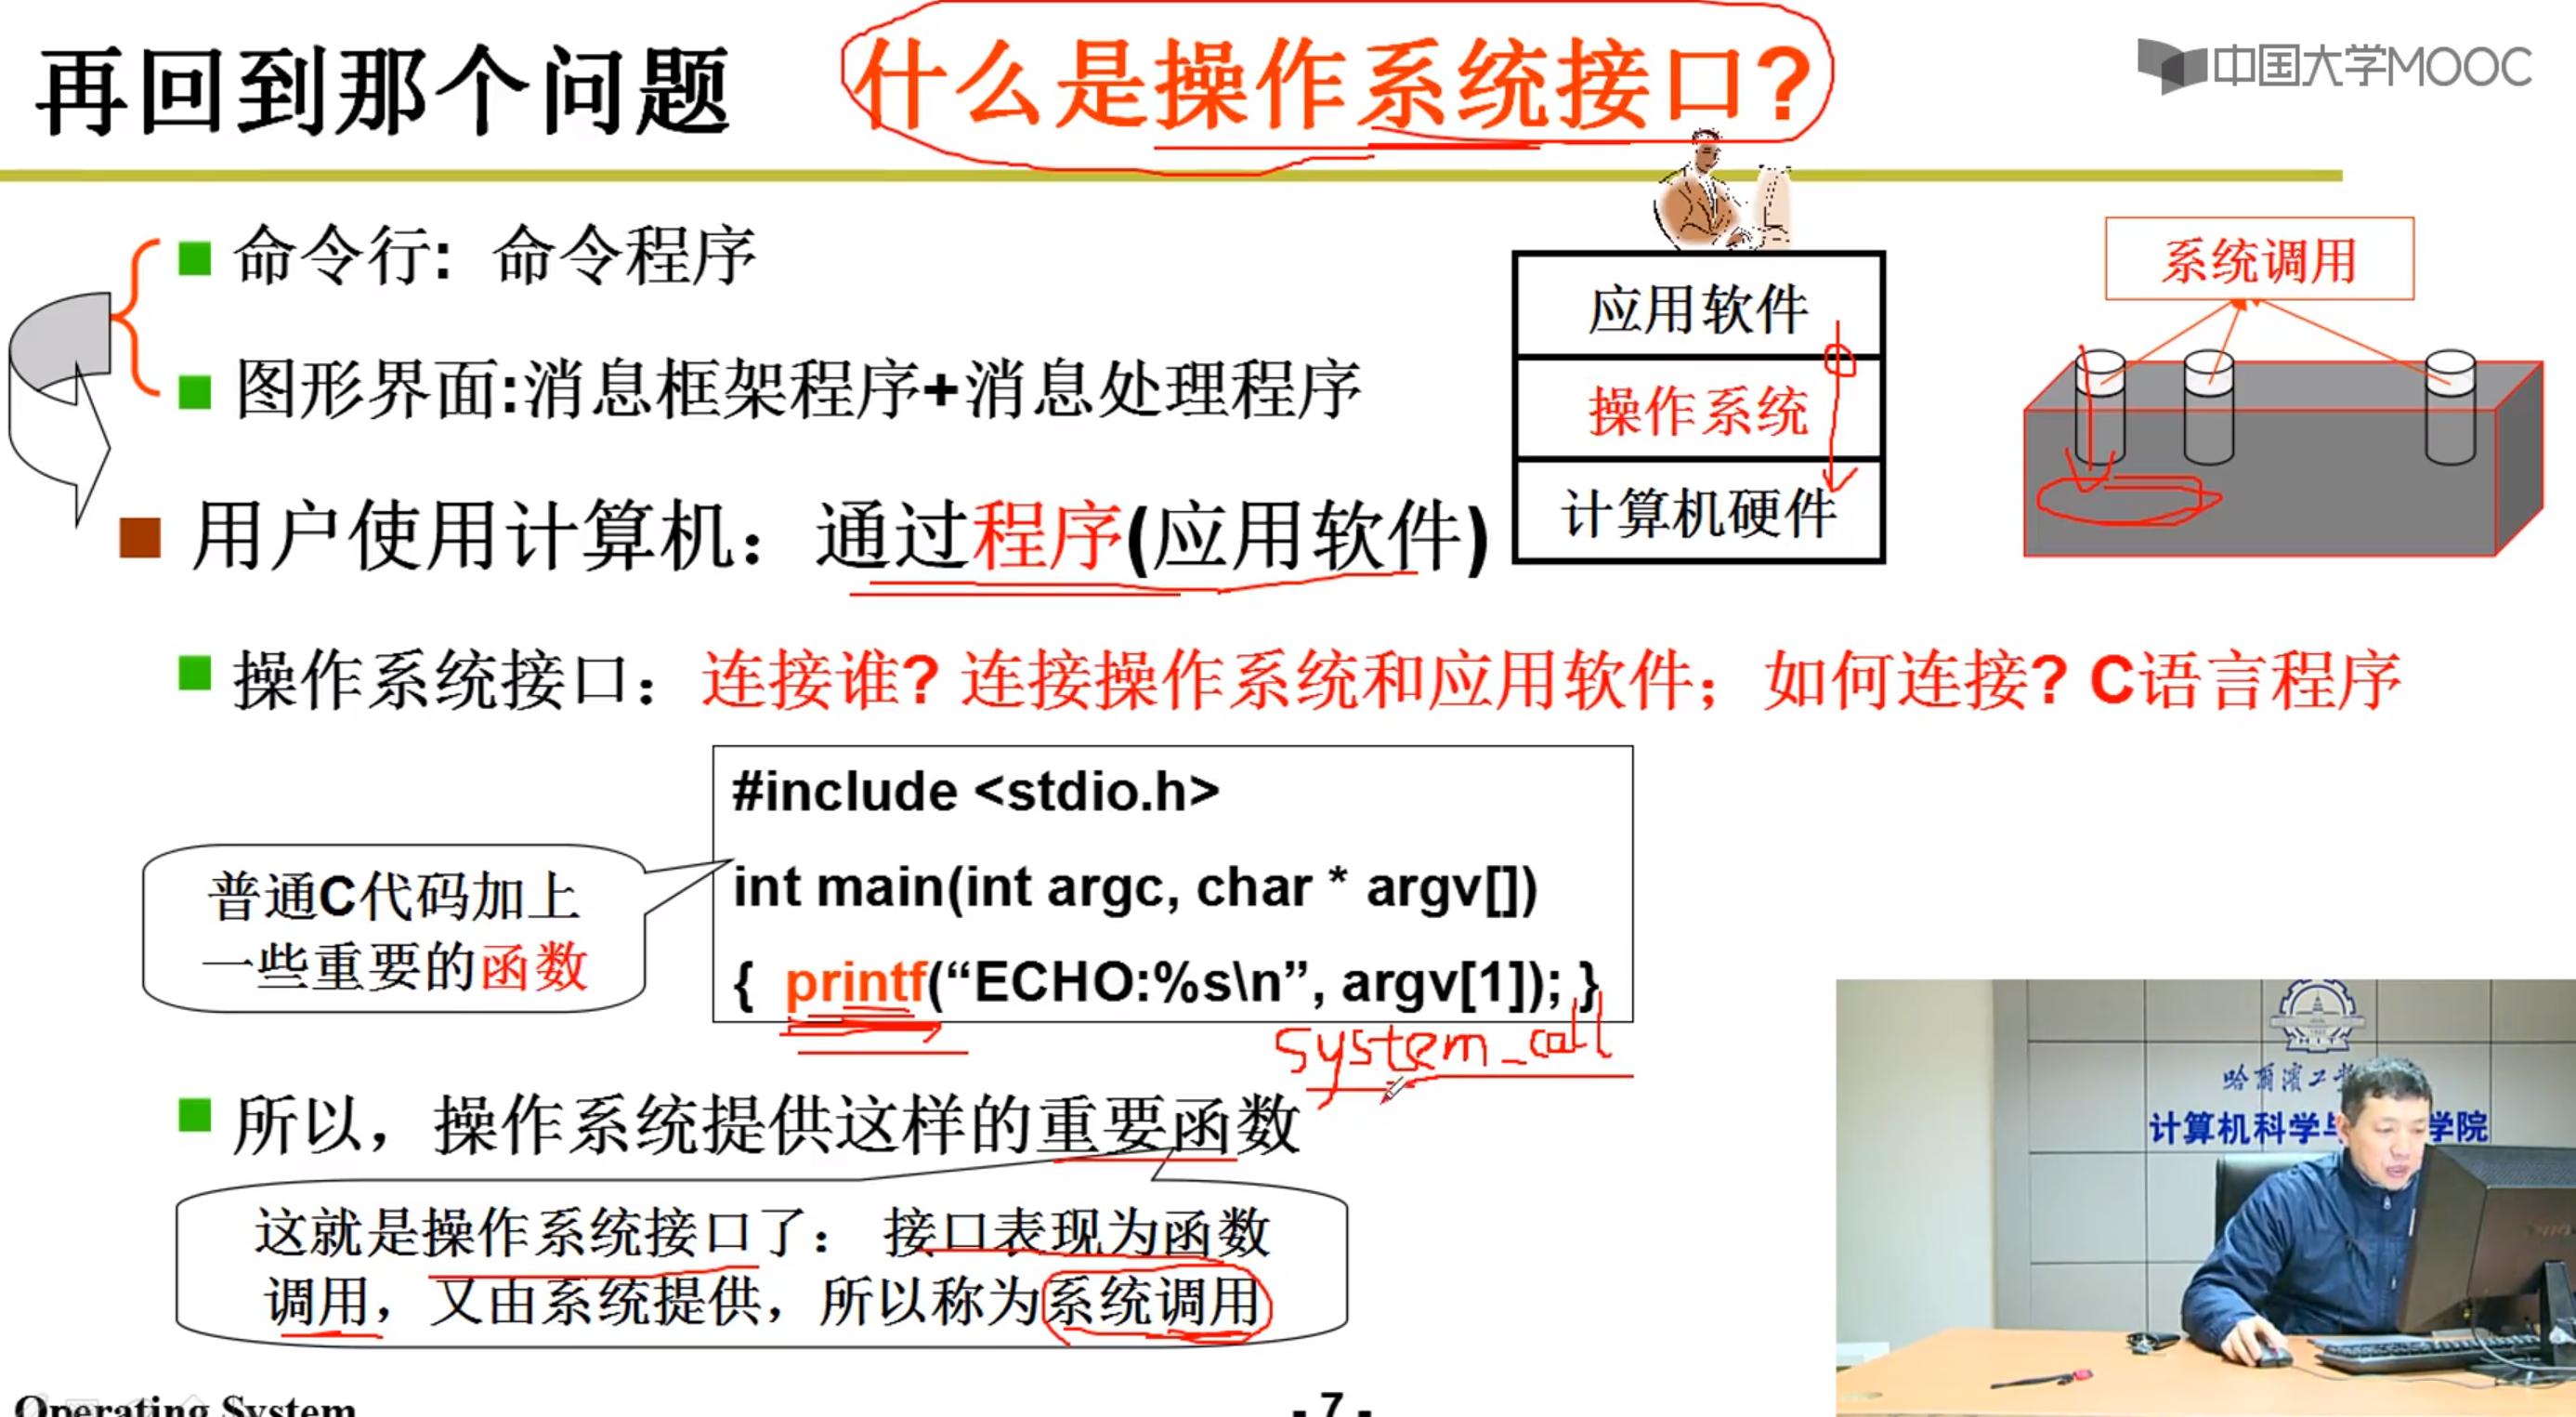 再回到那个问题 什么是操作系统接口?
中国大学MOOC
命令行: 命令程序
图形界面:消息框架程序+消息处理程序
应用软件
操作系统
计算机硬件
系统调用
用户使用计算机：通过程序(应用软件)
操作系统接口：连接谁? 连接操作系统和应用软件；如何连接? C语言程序
#include <stdio.h>
int main(int argc, char * argv[])
{ printf(“ECHO:%s\n”, argv[1]); }
普通C代码加上
一些重要的函数
system_call
所以，操作系统提供这样的重要函数
这就是操作系统接口了： 接口表现为函数
调用，又由系统提供，所以称为系统调用
哈尔滨工
计算机科学与 学院
Operating System
- 7 -